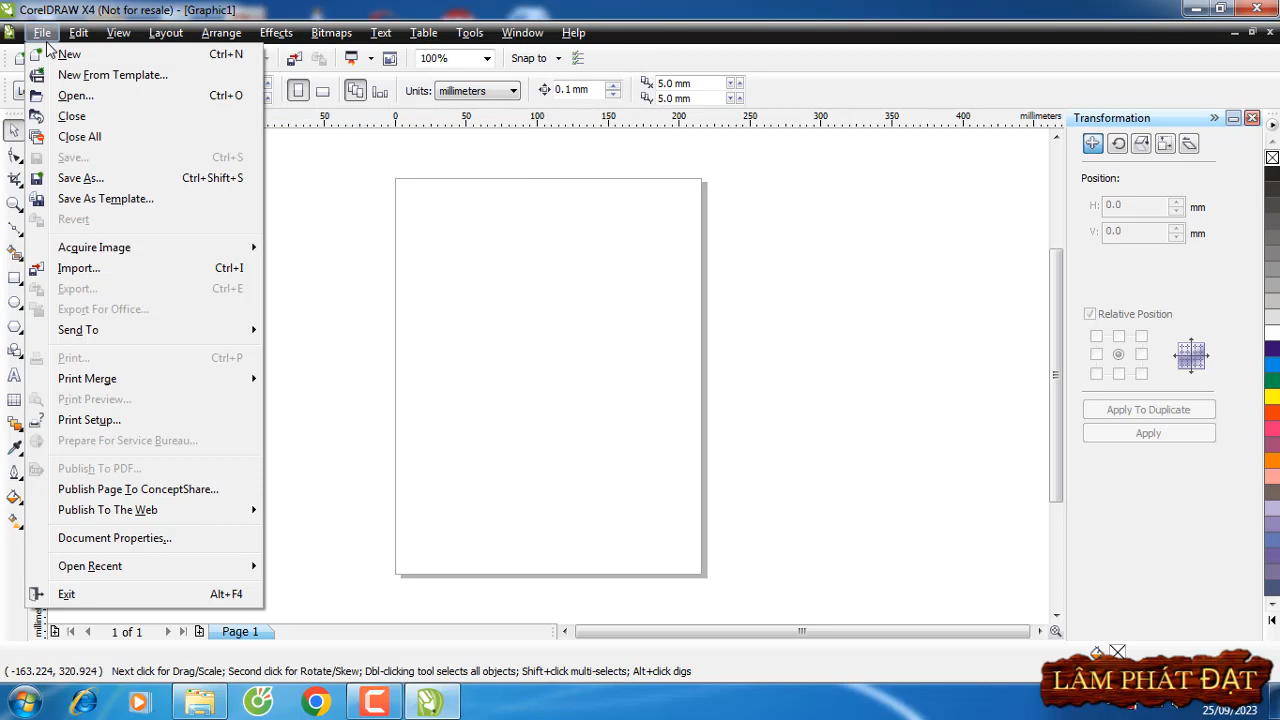 CorelDRAW X4 (Not for resale) - [Graphic1]
File Edit View Layout Arrange Effects Bitmaps Text Table Tools Window Help
New Ctrl+N
New From Template...
Open... Ctrl+O
Close
Close All
Save... Ctrl+S
Save As... Ctrl+Shift+S
Save As Template...
Revert
Acquire Image
Import... Ctrl+I
Export... Ctrl+E
Export For Office...
Send To
Print... Ctrl+P
Print Merge
Print Preview...
Print Setup...
Prepare For Service Bureau...
Publish To PDF...
Publish Page To ConceptShare...
Publish To The Web
Document Properties...
Open Recent
Exit Alt+F4
100% Snap to
Units: millimeters 0.1 mm 5.0 mm
5.0 mm
50 0 50 100 150 200 250 300 350 400 millimeters
Transformation
Position:
H: 0.0 mm
V: 0.0 mm
Relative Position
Apply To Duplicate
Apply
1 of 1 Page 1
millimeters
(-163.224, 320.924) Next click for Drag/Scale; Second click for Rotate/Skew; Dbl-clicking tool selects all objects; Shift+click multi-selects; Alt+click digs
LÂM PHÁT ĐẠT
25/09/2023